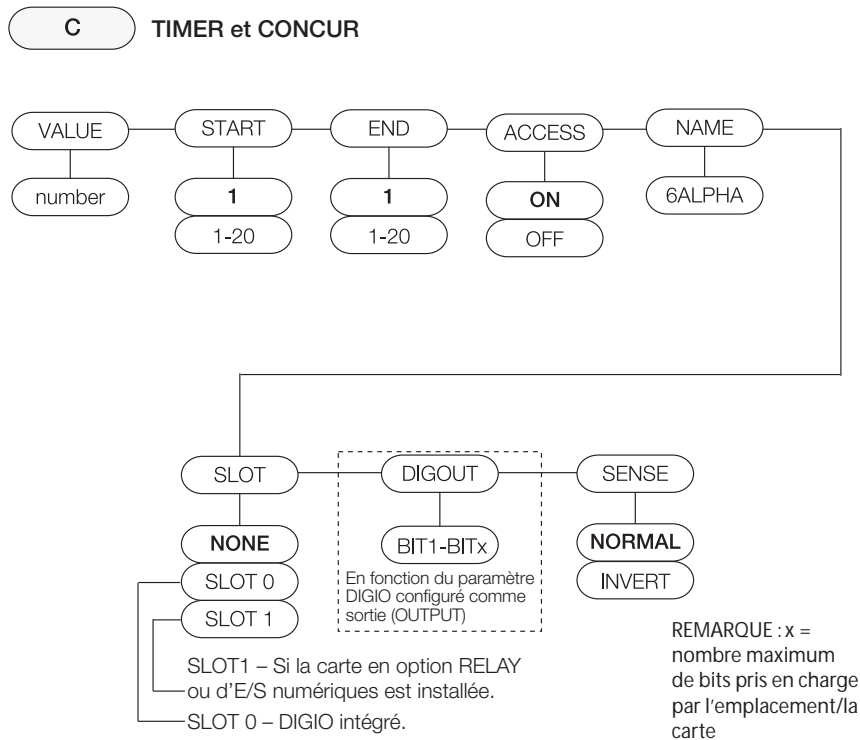 C TIMER et CONCUR
VALUE START END ACCESS NAME
number 1 1 ON 6ALPHA
1-20 1-20 OFF
SLOT DIGOUT SENSE
NONE BIT1-BITx NORMAL
SLOT 0 INVERT
SLOT 1
En fonction du paramètre
DIGIO configuré comme
sortie (OUTPUT)
SLOT1 – Si la carte en option RELAY
ou d'E/S numériques est installée.
SLOT 0 – DIGIO intégré.
REMARQUE : x =
nombre maximum
de bits pris en charge
par l'emplacement/la
carte